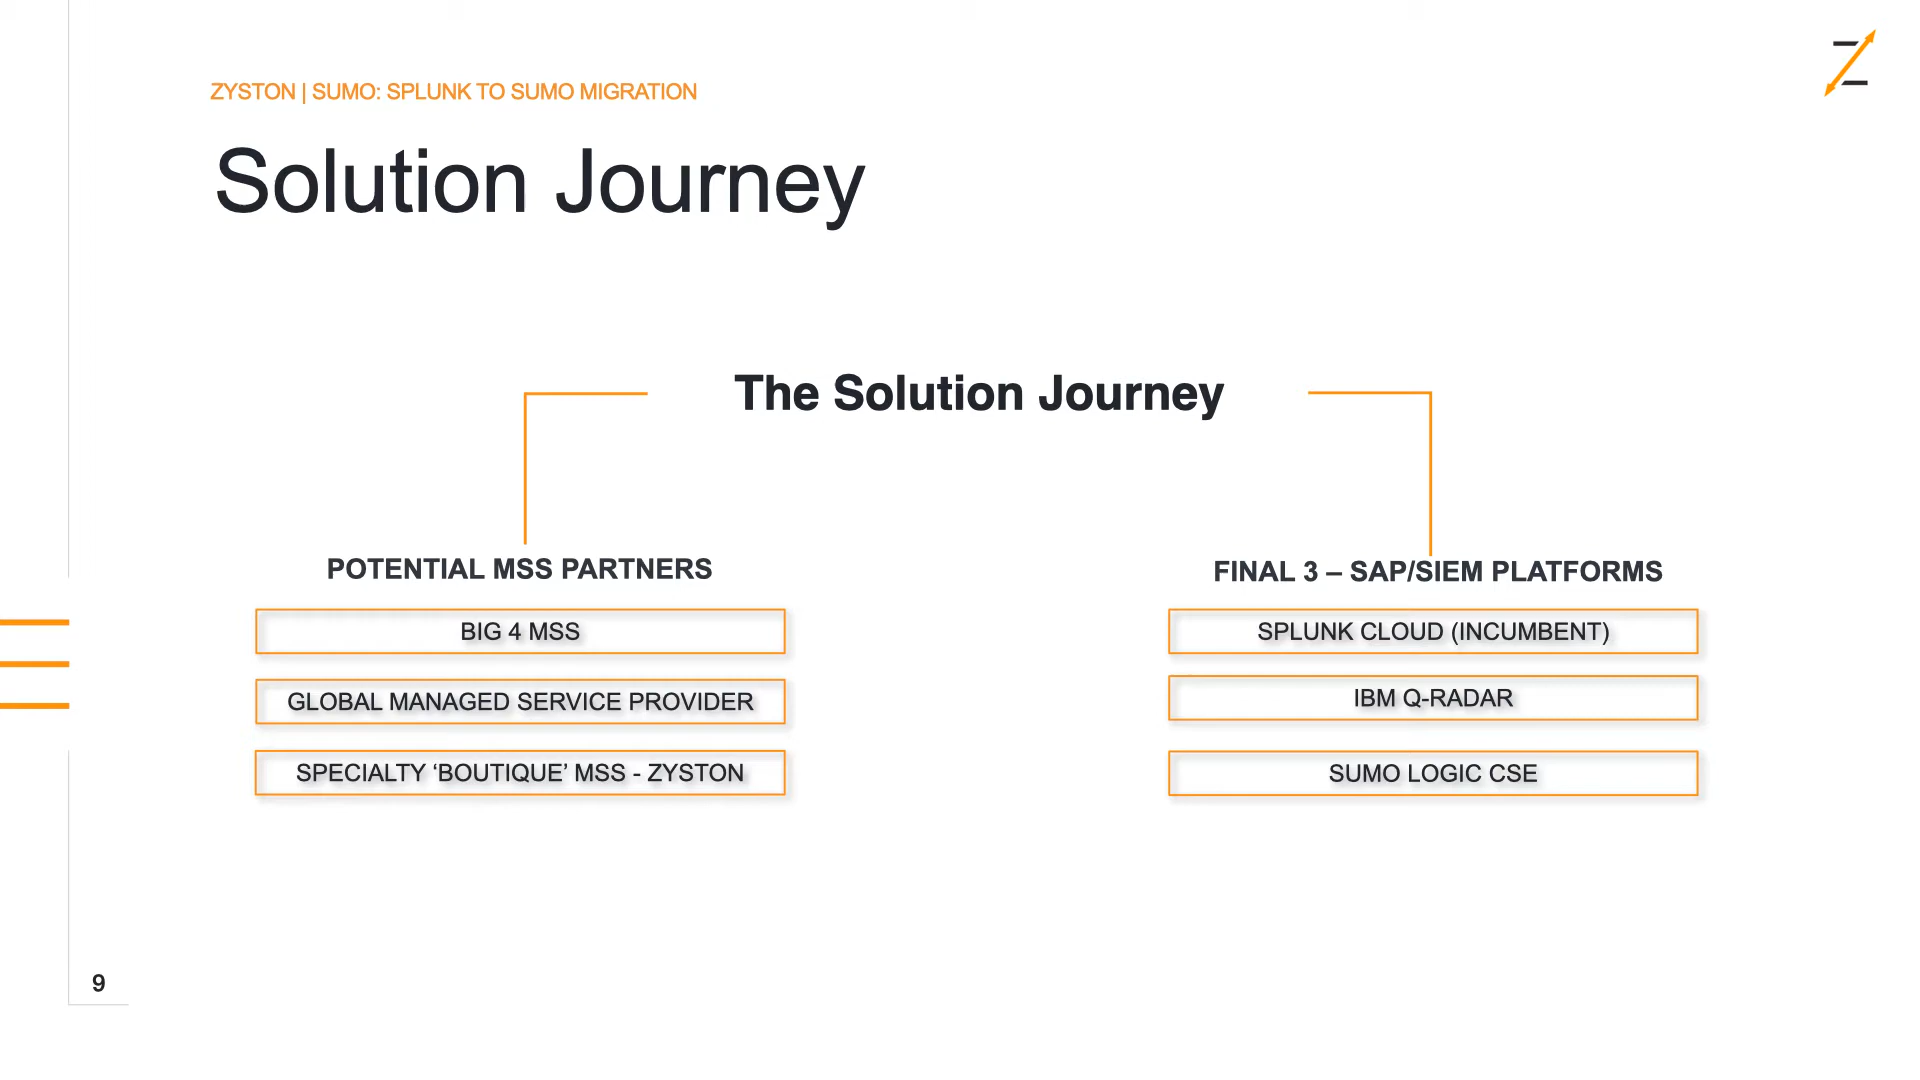 ZYSTON | SUMO: SPLUNK TO SUMO MIGRATION
Solution Journey
The Solution Journey
POTENTIAL MSS PARTNERS
BIG 4 MSS
GLOBAL MANAGED SERVICE PROVIDER
SPECIALTY ‘BOUTIQUE’ MSS - ZYSTON
FINAL 3 – SAP/SIEM PLATFORMS
SPLUNK CLOUD (INCUMBENT)
IBM Q-RADAR
SUMO LOGIC CSE
9